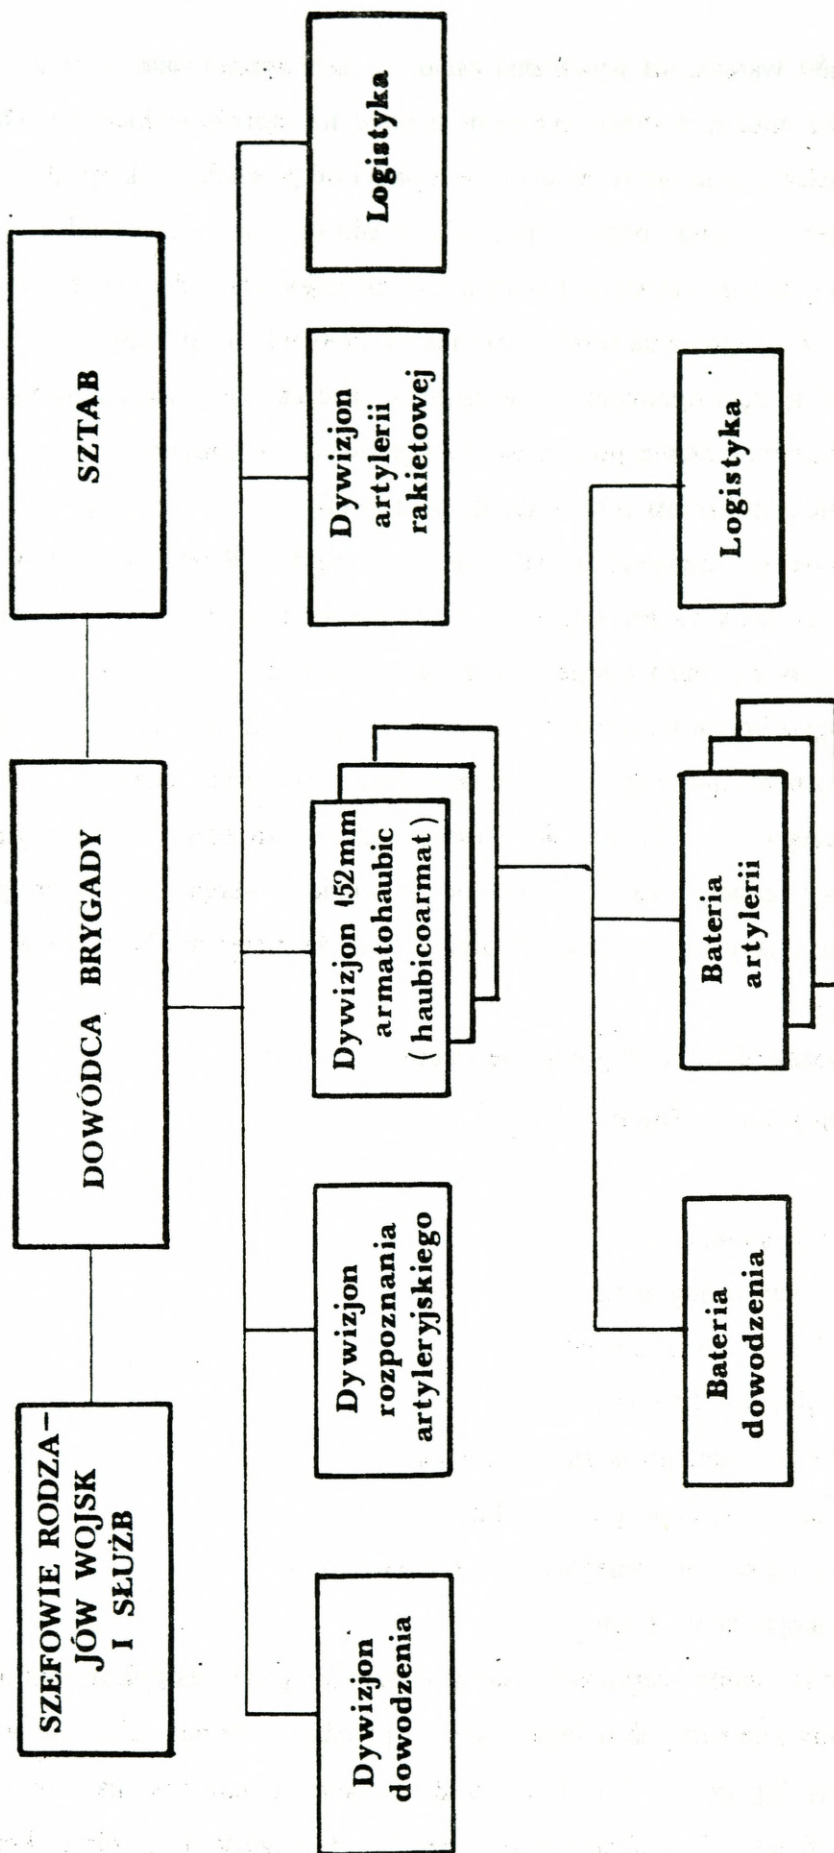 SZEFOWIE RODZA-
JÓW WOJSK
I SŁUŻB
DOWÓDCA BRYGADY
SZTAB
Dywizjon
dowodzenia
Dywizjon
rozpoznania
artyleryjskiego
Dywizjon 152mm
armatohaubic
(haubicoarmat)
Dywizjon
artylerii
rakietowej
Logistyka
Bateria
dowodzenia
Bateria
artylerii
Logistyka